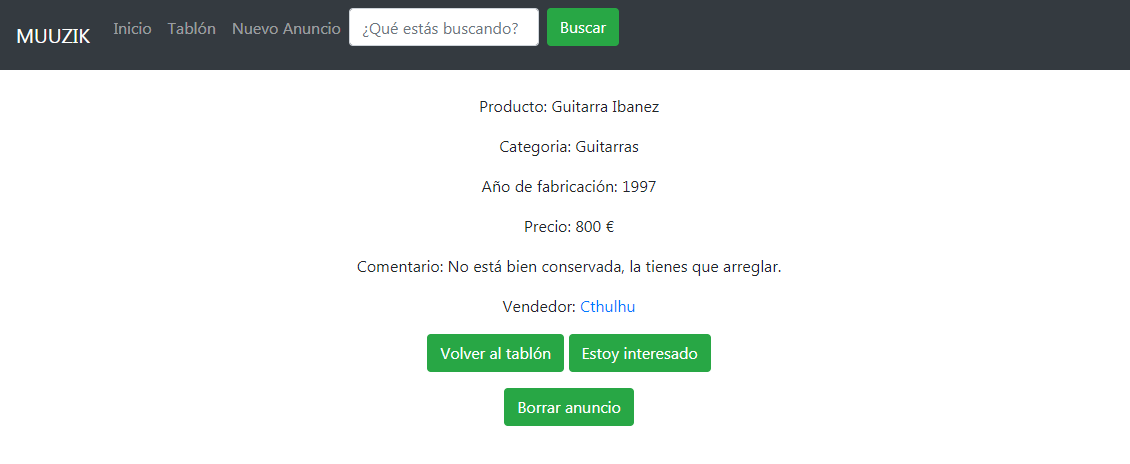 MUUZIK Inicio Tablón Nuevo Anuncio ¿Qué estás buscando? Buscar
Producto: Guitarra Ibanez
Categoria: Guitarras
Año de fabricación: 1997
Precio: 800 €
Comentario: No está bien conservada, la tienes que arreglar.
Vendedor: Cthulhu
Volver al tablón Estoy interesado
Borrar anuncio